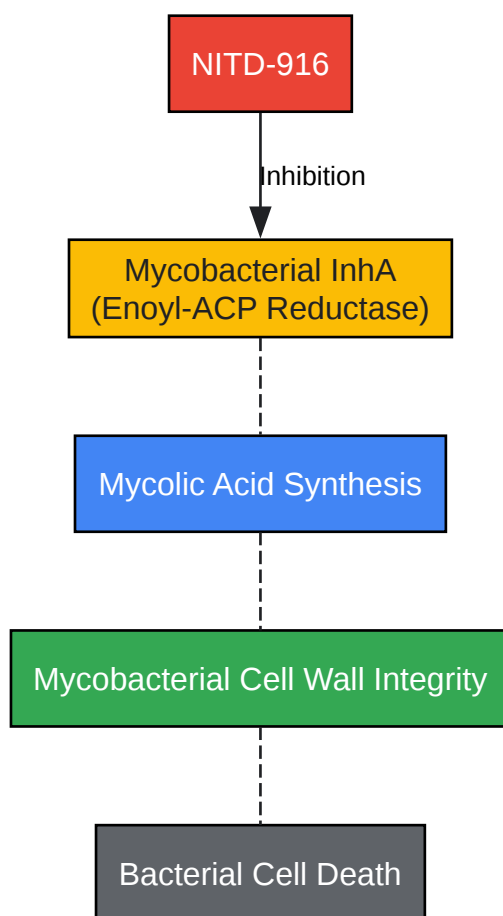 NITD-916
Inhibition
Mycobacterial InhA
(Enoyl-ACP Reductase)
Mycolic Acid Synthesis
Mycobacterial Cell Wall Integrity
Bacterial Cell Death